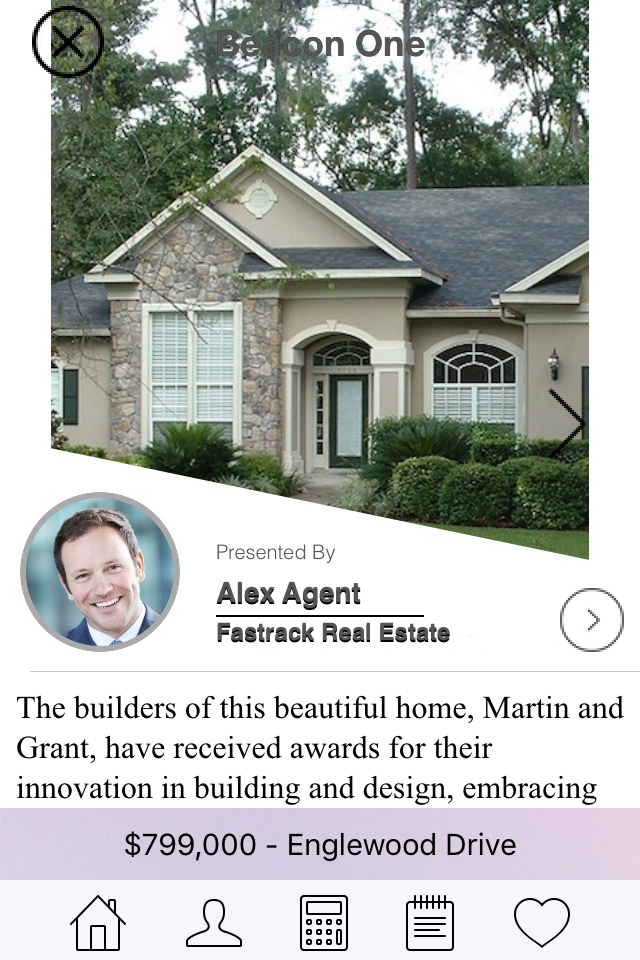 Beacon One
Presented By
Alex Agent
Fastrack Real Estate
The builders of this beautiful home, Martin and
Grant, have received awards for their
innovation in building and design, embracing
$799,000 - Englewood Drive